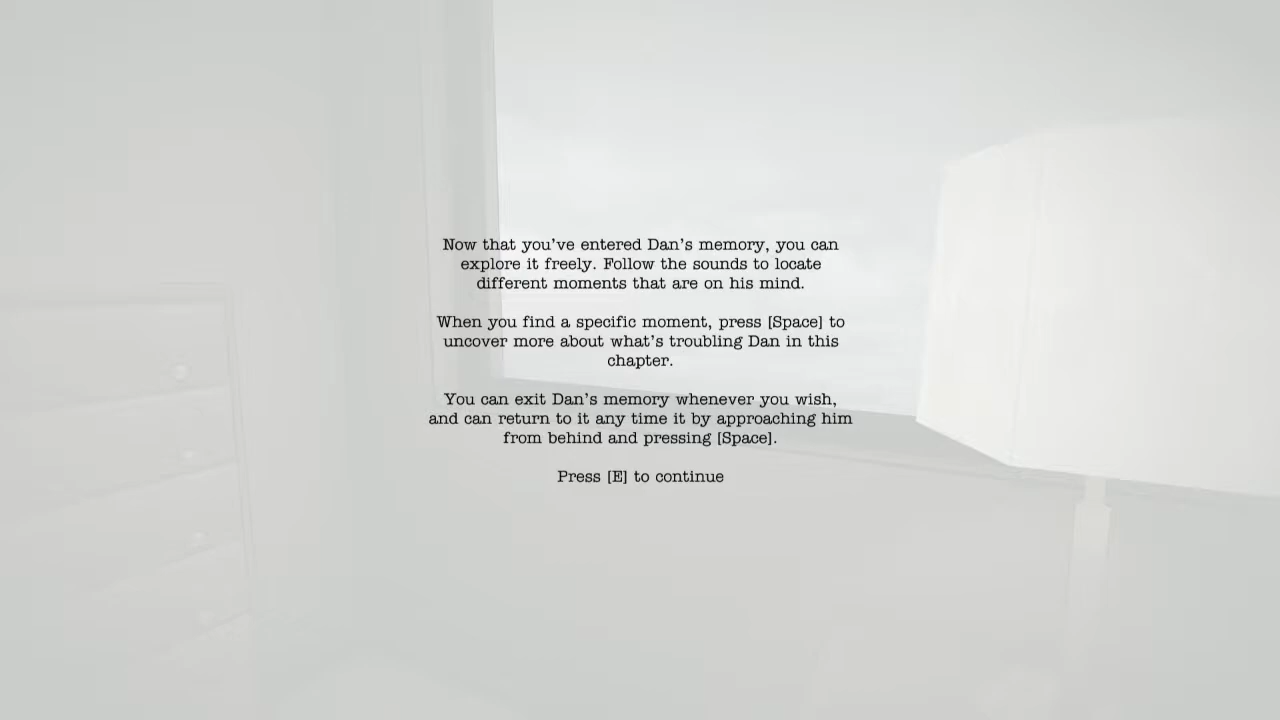 Now that you've entered Dan's memory, you can
explore it freely. Follow the sounds to locate
different moments that are on his mind.
When you find a specific moment, press [Space] to
uncover more about what's troubling Dan in this
chapter.
You can exit Dan's memory whenever you wish,
and can return to it any time it by approaching him
from behind and pressing [Space].
Press [E] to continue